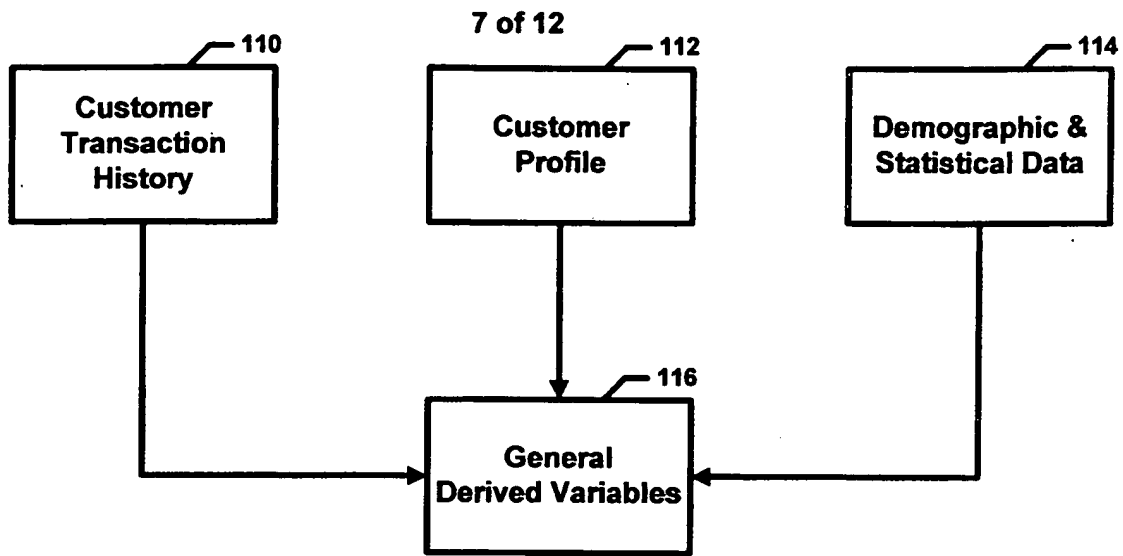 7 of 12
110
112
114
Customer
Transaction
History
Customer
Profile
Demographic &
Statistical Data
116
General
Derived Variables